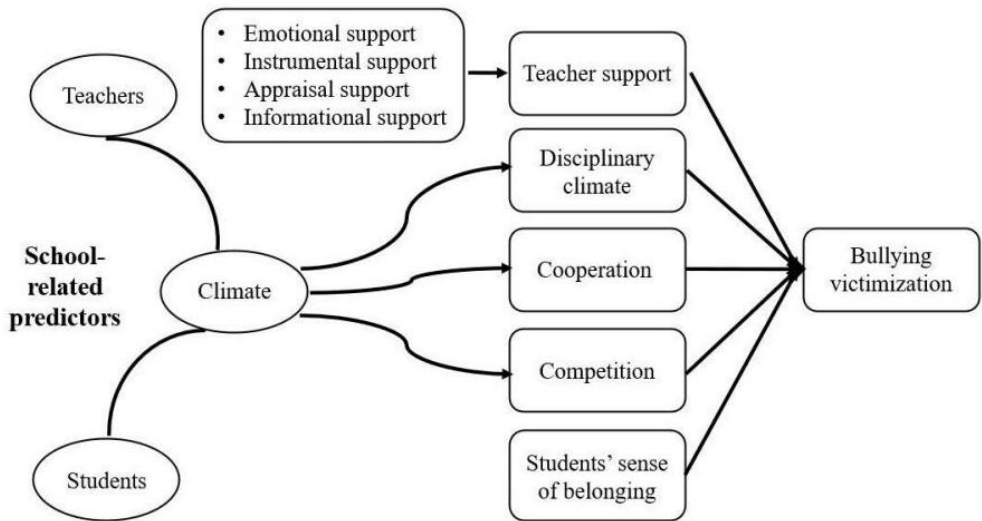 Teachers
• Emotional support
• Instrumental support
• Appraisal support
• Informational support
Teacher support
Disciplinary
climate
School-
related
predictors
Climate
Cooperation
Bullying
victimization
Competition
Students
Students’ sense
of belonging